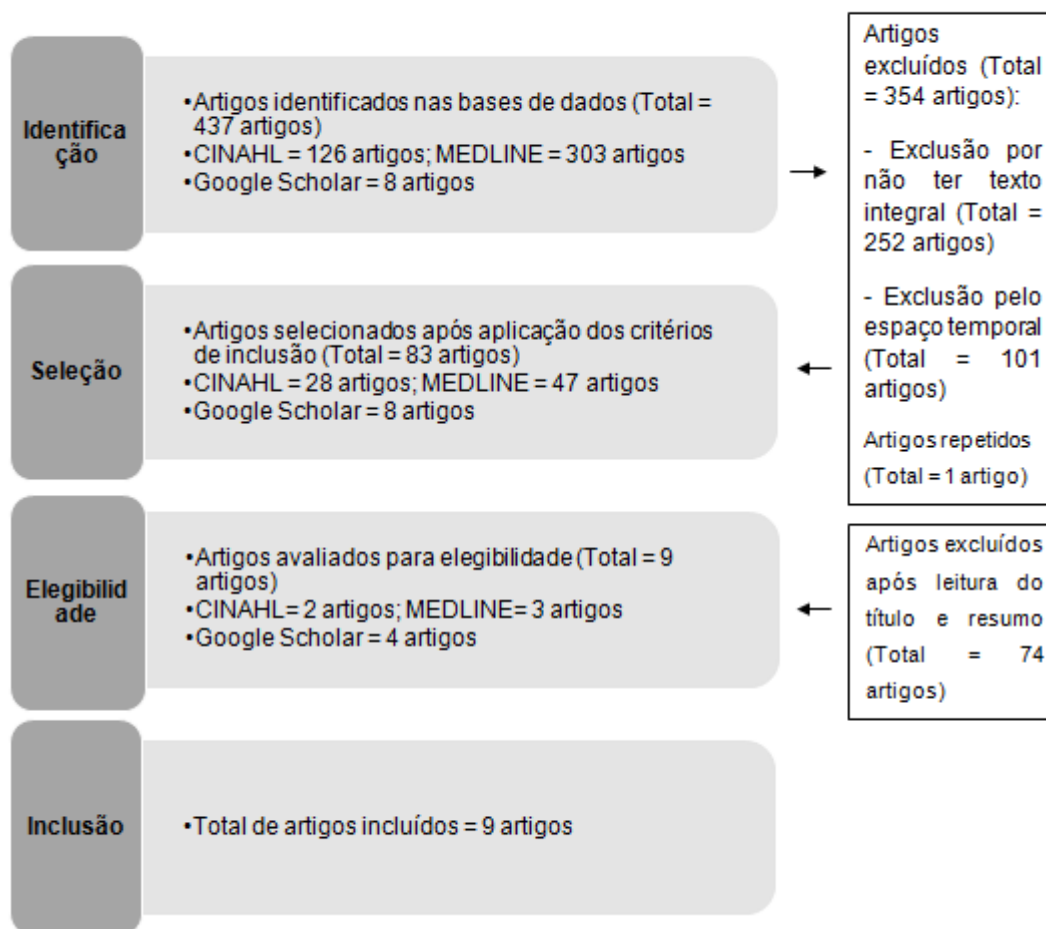 Identifica
ção
•Artigos identificados nas bases de dados (Total =
437 artigos)
•CINAHL = 126 artigos; MEDLINE = 303 artigos
•Google Scholar = 8 artigos
Artigos
excluídos (Total
= 354 artigos):
- Exclusão por
não ter texto
integral (Total =
252 artigos)
- Exclusão pelo
espaço temporal
(Total = 101
artigos)
Artigos repetidos
(Total = 1 artigo)
Seleção
•Artigos selecionados após aplicação dos critérios
de inclusão (Total = 83 artigos)
•CINAHL = 28 artigos; MEDLINE = 47 artigos
•Google Scholar = 8 artigos
Elegibilid
ade
•Artigos avaliados para elegibilidade (Total = 9
artigos)
•CINAHL= 2 artigos; MEDLINE= 3 artigos
•Google Scholar = 4 artigos
Artigos excluídos
após leitura do
título e resumo
(Total = 74
artigos)
Inclusão
•Total de artigos incluídos = 9 artigos